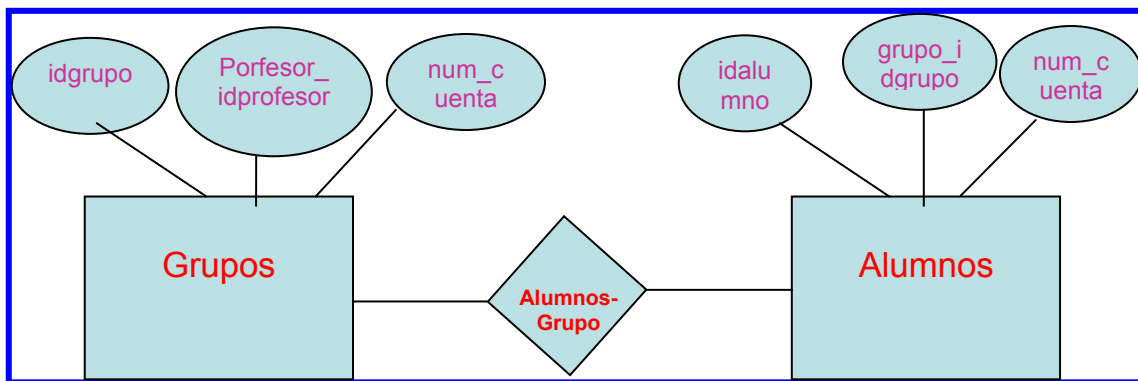 idgrupo
Porfesor_
idprofesor
num_c
uenta
idalu
mno
grupo_i
dgrupo
num_c
uenta
Grupos
Alumnos-
Grupo
Alumnos